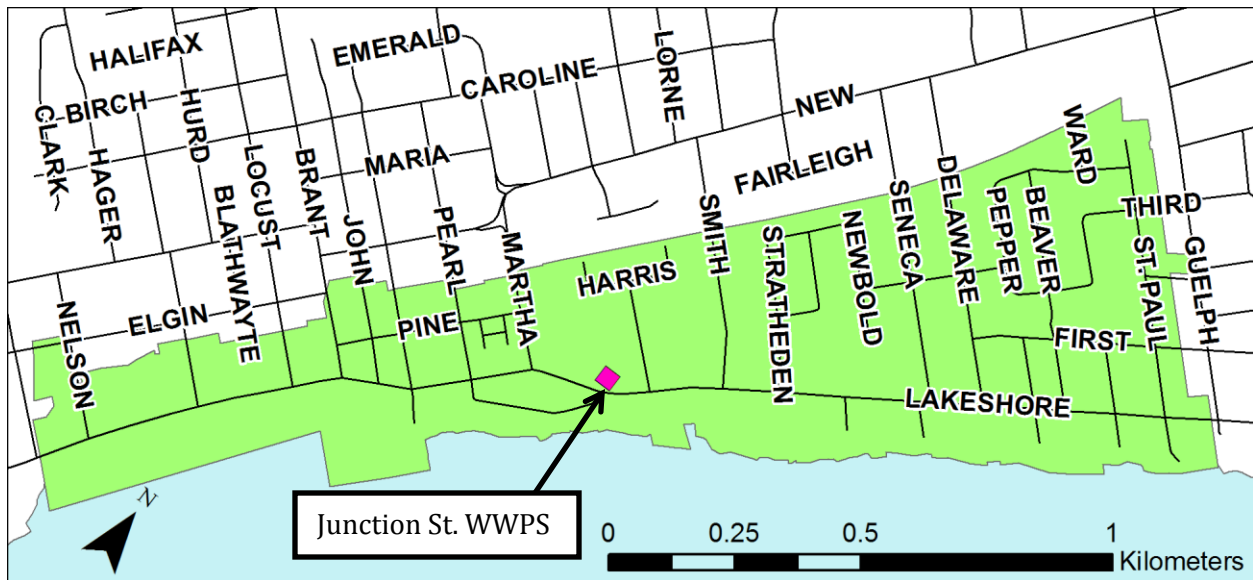 HALIFAX
EMERALD
LORNE
CAROLINE
BIRCH
CLARK
HAGER
HURD
LOCUST
BRANT
MARIA
NEW
WARD
FAIRLEIGH
BLATHWAYTE
JOHN
PEARL
MARTHA
SMITH
SENECA
DELAWARE
PEPPER
BEAVER
THIRD
STRATHEDEN
NEWBOLD
ST. PAUL
GUELPH
HARRIS
NELSON
ELGIN
PINE
FIRST
LAKESHORE
N
Junction St. WWPS
0 0.25 0.5 1
Kilometers